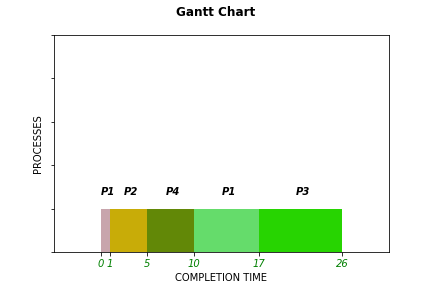 Gantt Chart
PROCESSES
P1 P2 P4 P1 P3
0 1 5 10 17 26
COMPLETION TIME